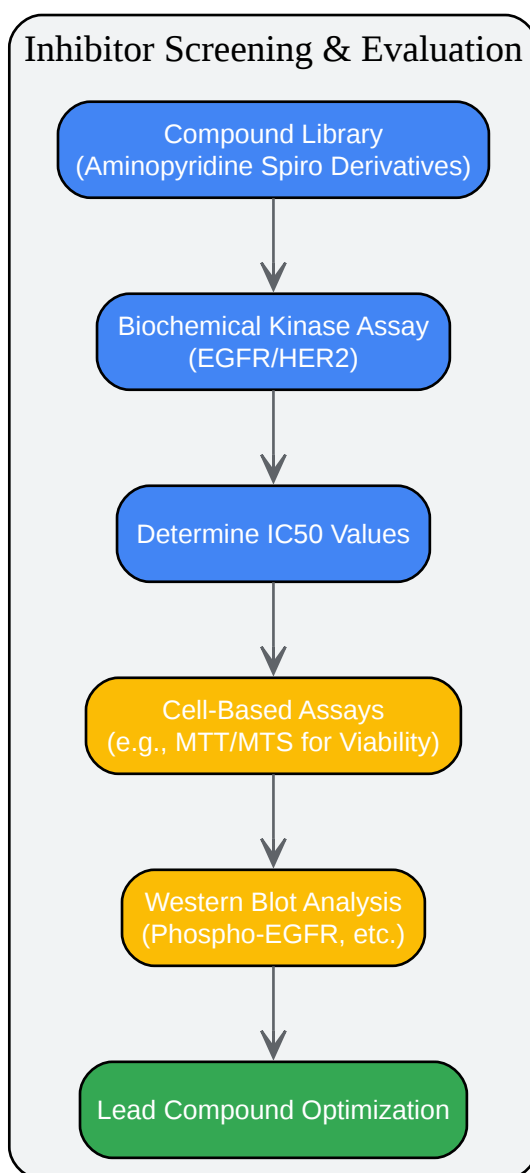 Inhibitor Screening & Evaluation
Compound Library
(Aminopyridine Spiro Derivatives)
Biochemical Kinase Assay
(EGFR/HER2)
Determine IC50 Values
Cell-Based Assays
(e.g., MTT/MTS for Viability)
Western Blot Analysis
(Phospho-EGFR, etc.)
Lead Compound Optimization